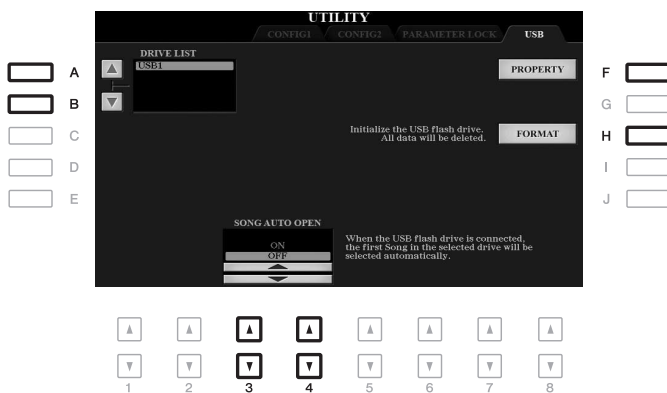 UTILITY
CONFIG1 CONFIG2 PARAMETER LOCK USB
DRIVE LIST
USB1
PROPERTY
Initialize the USB flash drive.
All data will be deleted.
FORMAT
SONG AUTO OPEN
ON
OFF
When the USB flash drive is connected,
the first Song in the selected drive will be
selected automatically.
A
B
C
D
E
F
G
H
I
J
1 2 3 4 5 6 7 8